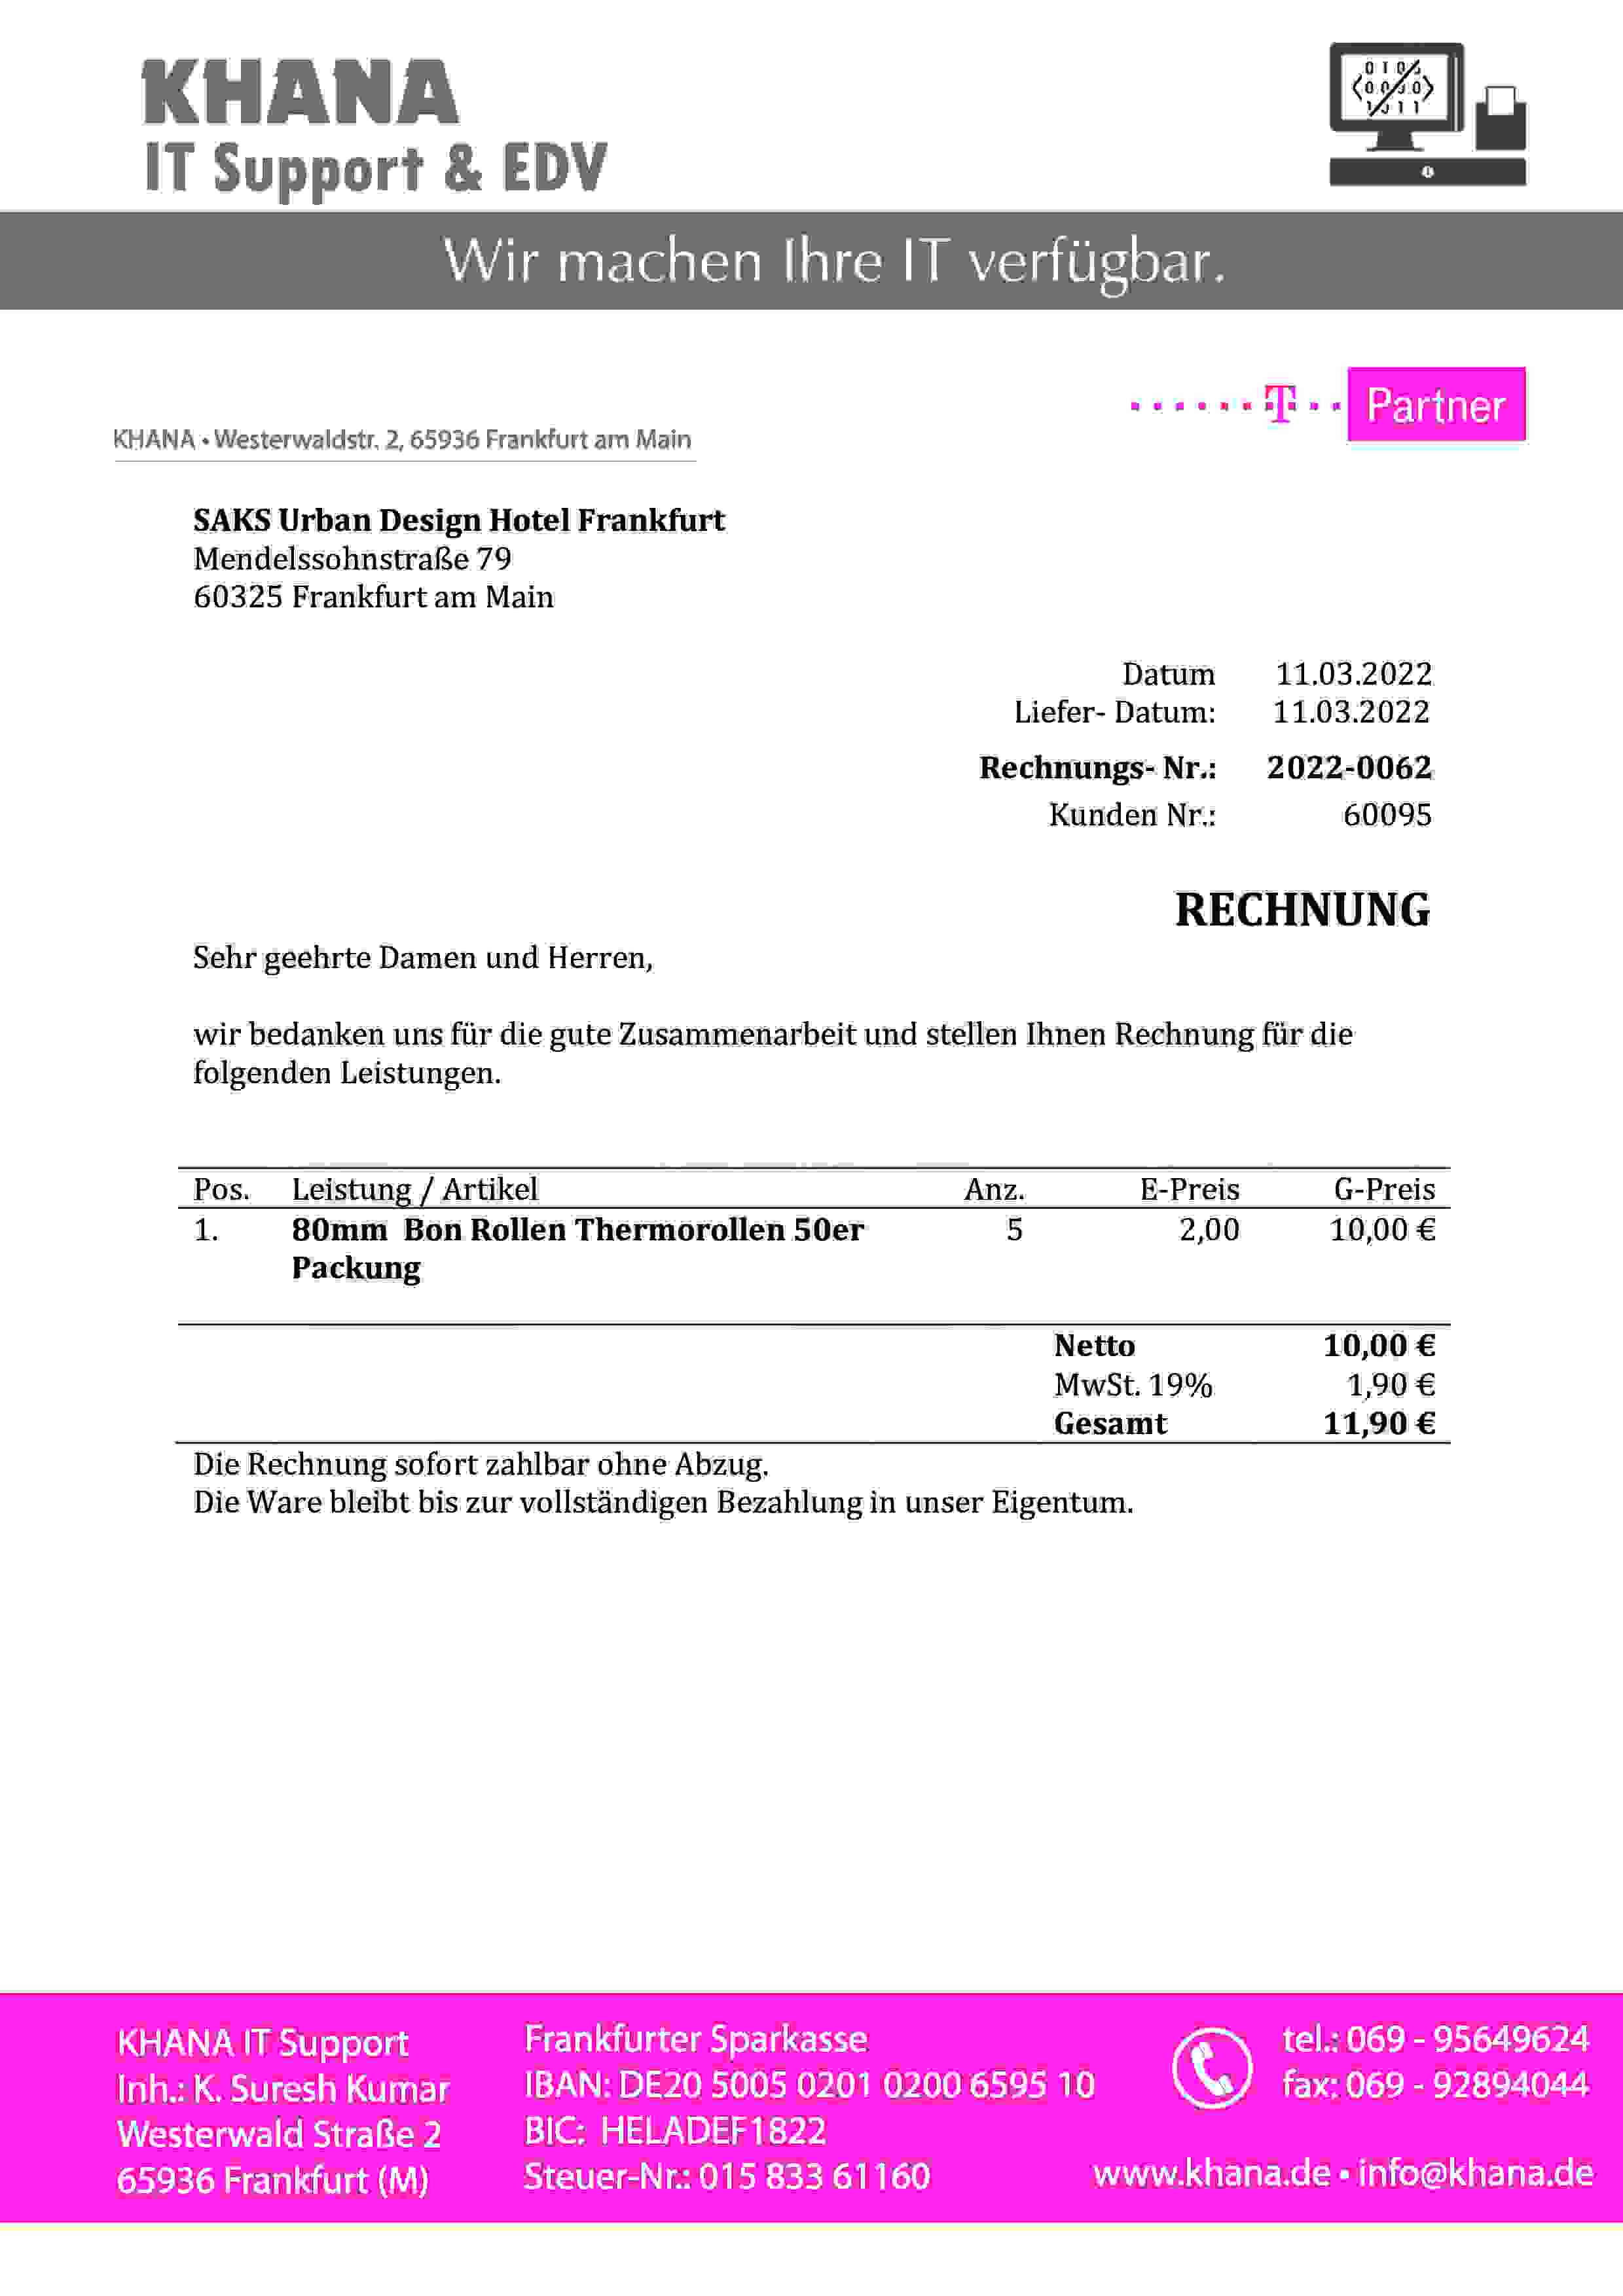 KHANA
IT Support & EDV
Wir machen Ihre IT verfügbar.
T Partner
KHANA • Westerwaldstr. 2, 65936 Frankfurt am Main
SAKS Urban Design Hotel Frankfurt
Mendelssohnstraße 79
60325 Frankfurt am Main
Datum 11.03.2022
Liefer- Datum: 11.03.2022
Rechnungs- Nr.: 2022-0062
Kunden Nr.: 60095
RECHNUNG
Sehr geehrte Damen und Herren,
wir bedanken uns für die gute Zusammenarbeit und stellen Ihnen Rechnung für die
folgenden Leistungen.
Pos. Leistung / Artikel Anz. E-Preis G-Preis
1. 80mm Bon Rollen Thermorollen 50er 5 2,00 10,00 €
Packung
Netto 10,00 €
MwSt. 19% 1,90 €
Gesamt 11,90 €
Die Rechnung sofort zahlbar ohne Abzug.
Die Ware bleibt bis zur vollständigen Bezahlung in unser Eigentum.
KHANA IT Support
Inh.: K. Suresh Kumar
Westerwald Straße 2
65936 Frankfurt (M)
Frankfurter Sparkasse
IBAN: DE20 5005 0201 0200 6595 10
BIC: HELADEF1822
Steuer-Nr.: 015 833 61160
tel.: 069 - 95649624
fax: 069 - 92894044
www.khana.de • info@khana.de